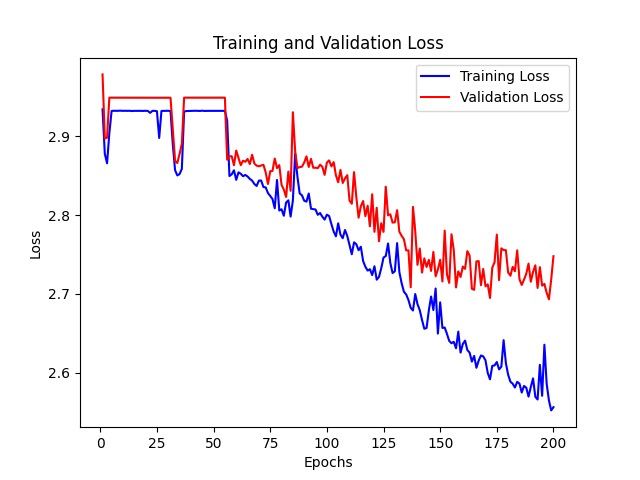 Training and Validation Loss
Training Loss
Validation Loss
2.9
2.8
2.7
2.6
Loss
0 25 50 75 100 125 150 175 200
Epochs